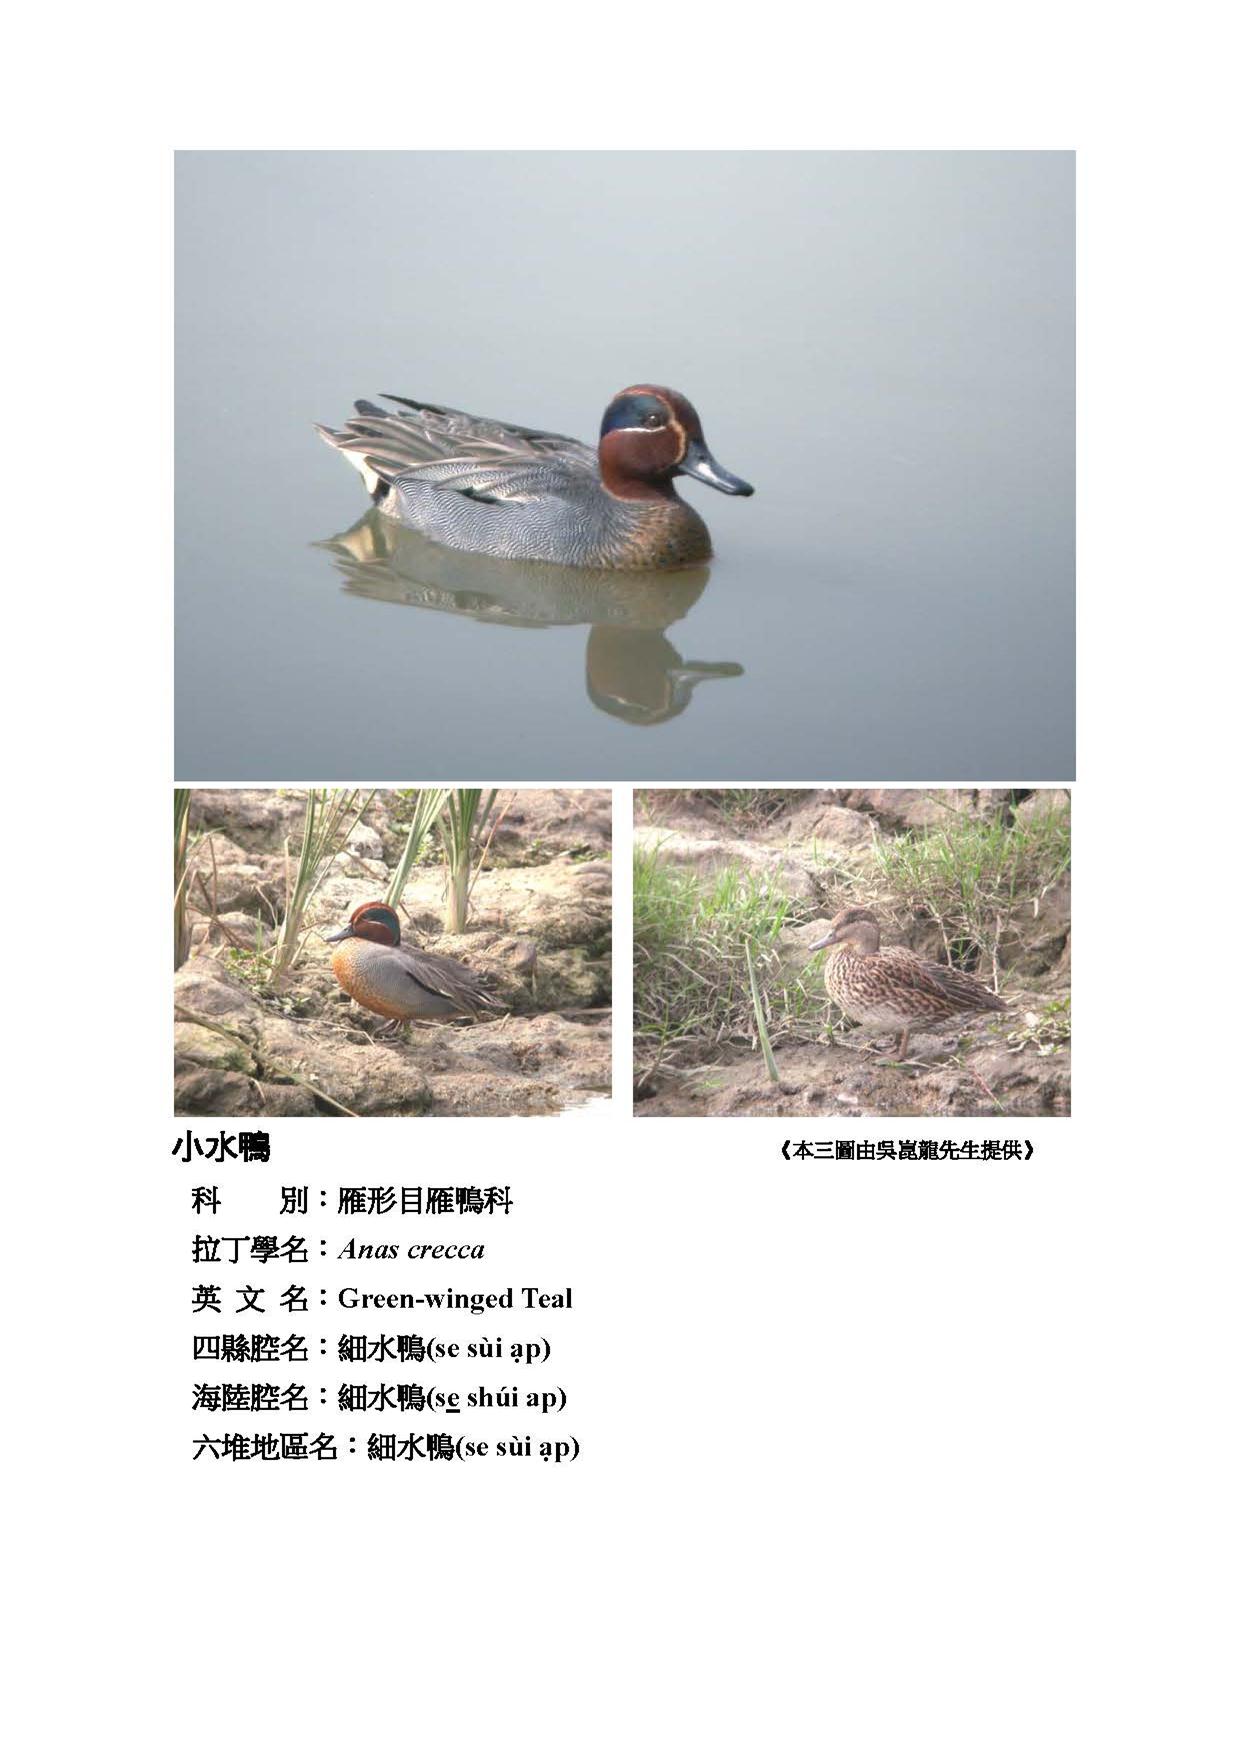 小水鴨
《本三圖由吳崑龍先生提供》
科　　別：雁形目雁鴨科
拉丁學名：Anas crecca
英 文 名：Green-winged Teal
四縣腔名：細水鴨(se sùi ạp)
海陸腔名：細水鴨(se̲ shúi ap)
六堆地區名：細水鴨(se sùi ạp)